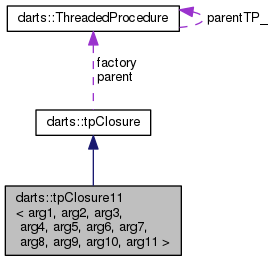 darts::ThreadedProcedure
parentTP_
factory
parent
darts::tpClosure
darts::tpClosure11
< arg1, arg2, arg3,
arg4, arg5, arg6, arg7,
arg8, arg9, arg10, arg11 >